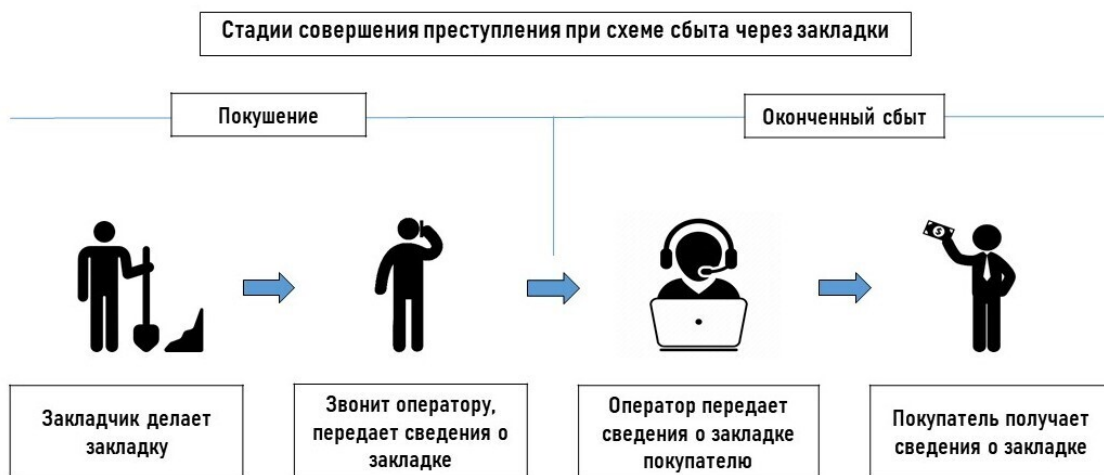 Стадии совершения преступления при схеме сбыта через закладки
Покушение
Оконченный сбыт
Закладчик делает
закладку
Звонит оператору,
передает сведения о
закладке
Оператор передает
сведения о закладке
покупателю
Покупатель получает
сведения о закладке